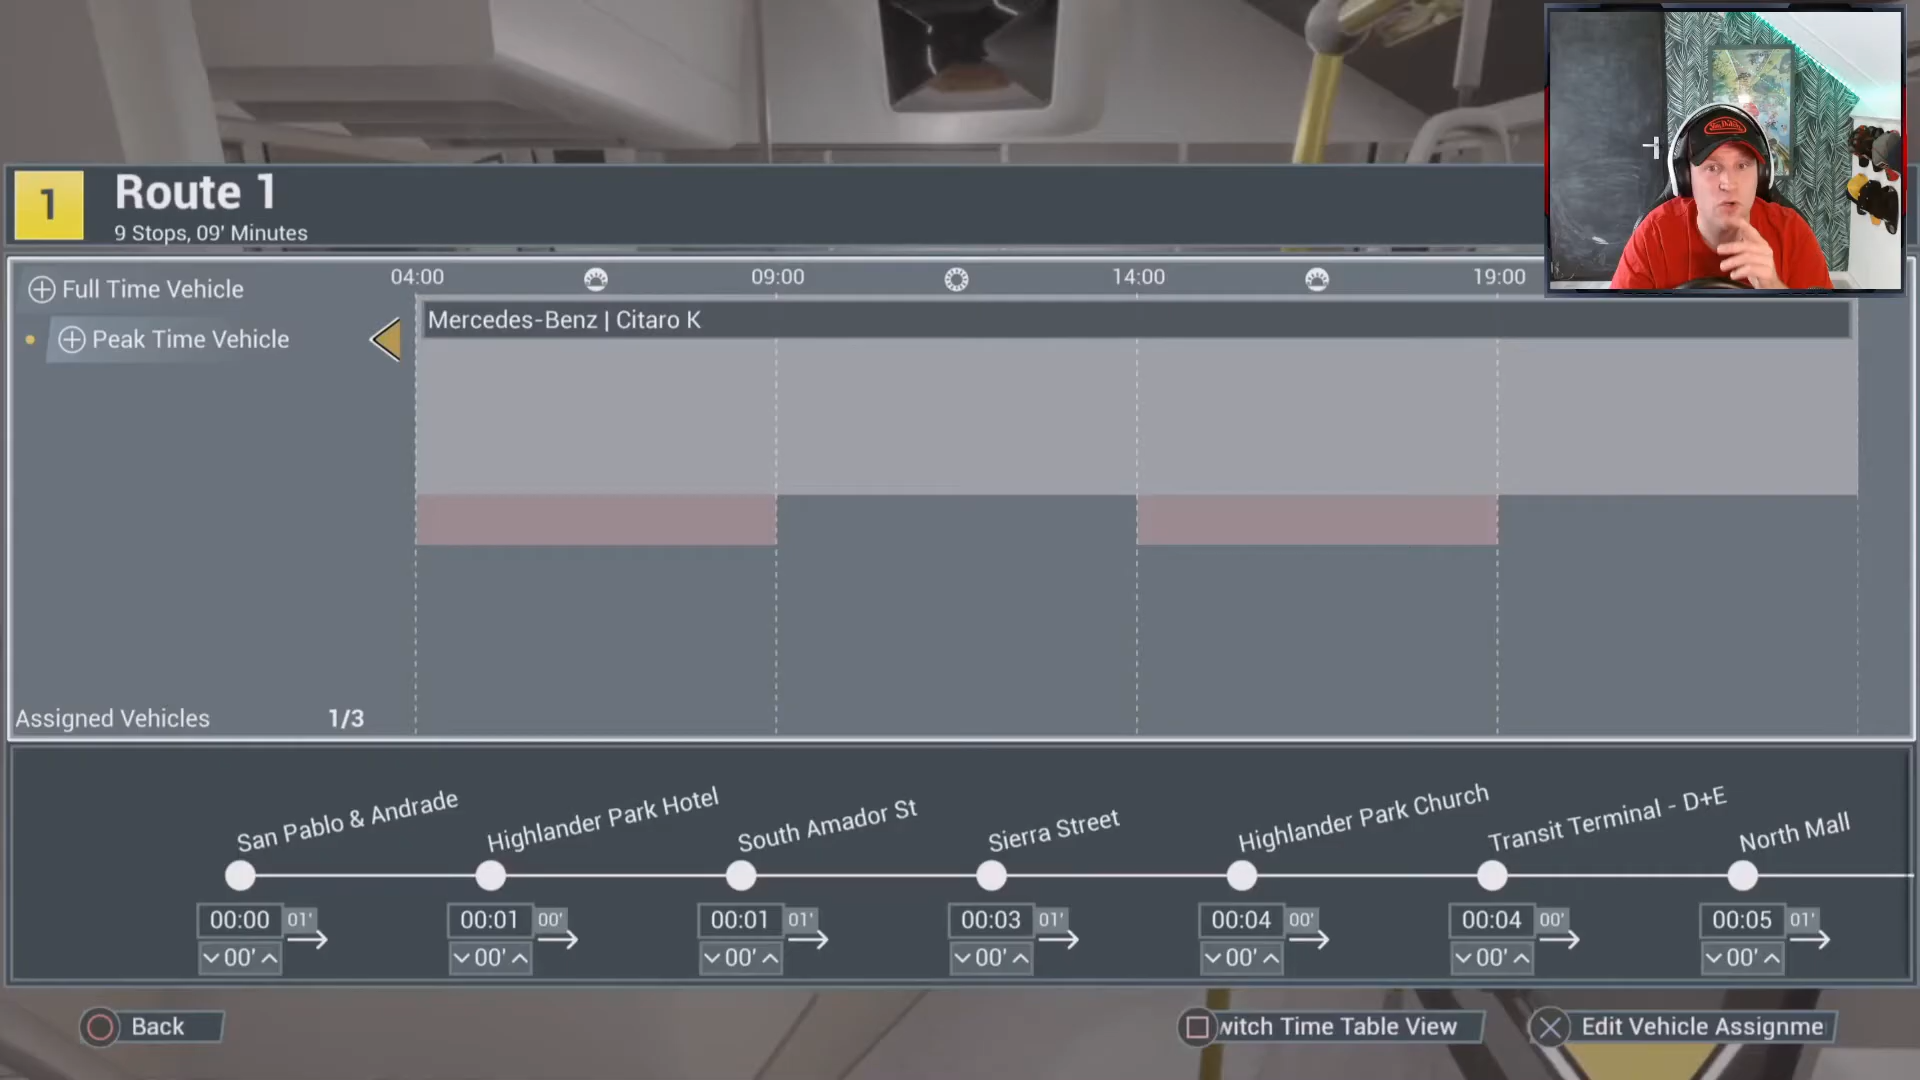 1
Route 1
9 Stops, 09' Minutes
Full Time Vehicle
04:00
09:00
14:00
19:00
Peak Time Vehicle
Mercedes-Benz | Citaro K
Assigned Vehicles 1/3
San Pablo & Andrade
Highlander Park Hotel
South Amador St
Sierra Street
Highlander Park Church
Transit Terminal - D+E
North Mall
00:00 01'
00:01 00'
00:01 01'
00:03 01'
00:04 00'
00:04 00'
00:05 01'
00'
00'
00'
00'
00'
00'
00'
Back
witch Time Table View
Edit Vehicle Assignme